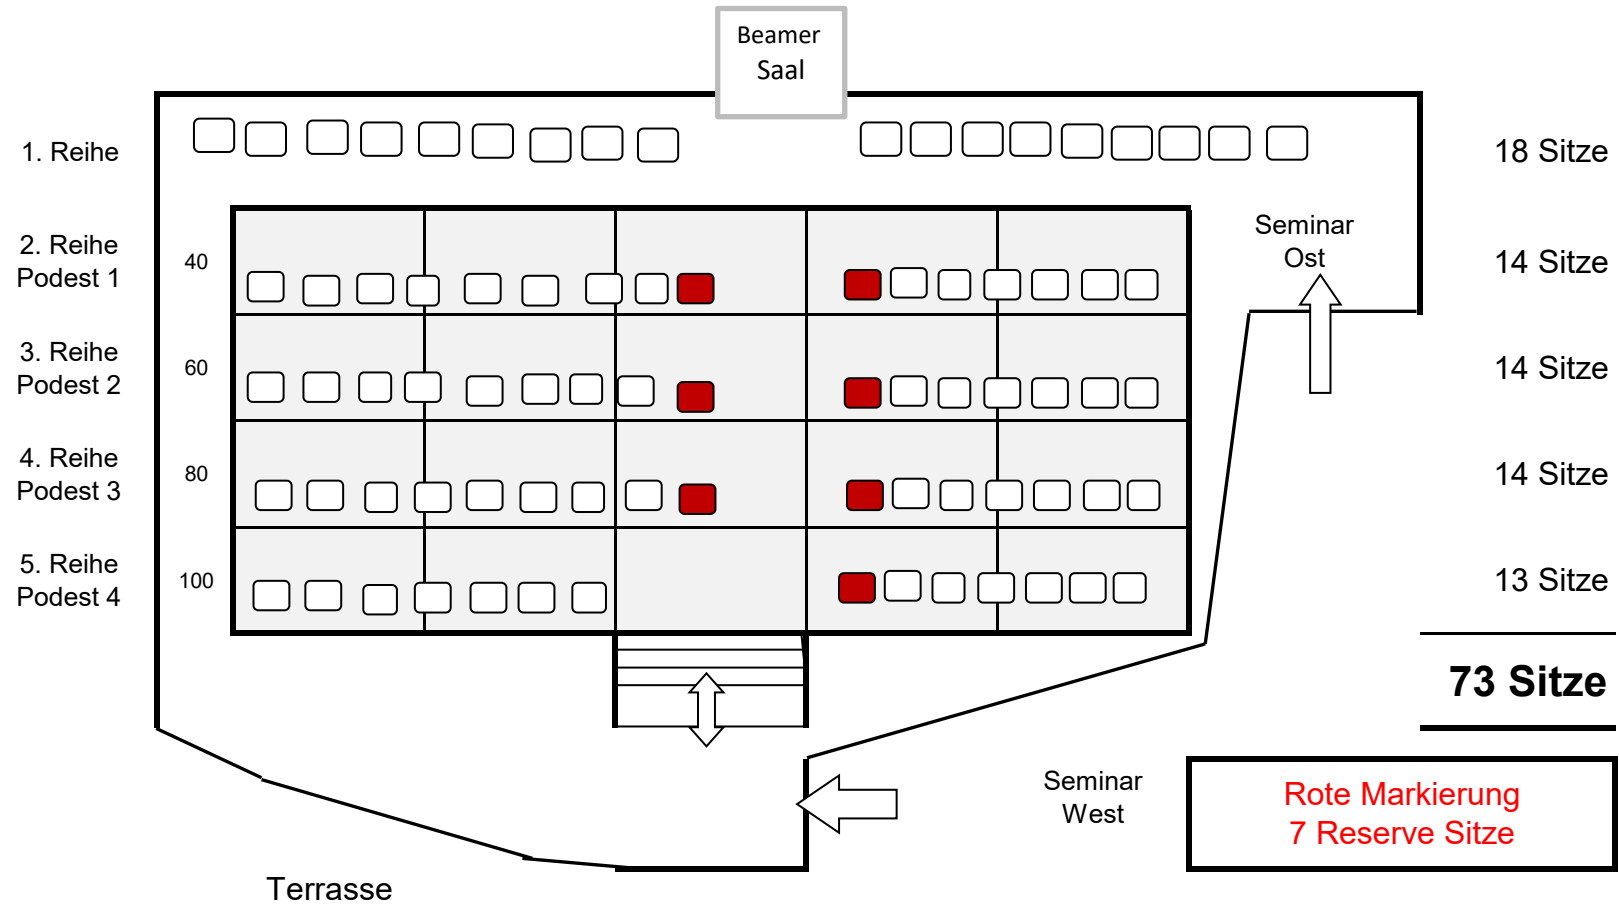 Beamer
Saal
1. Reihe
18 Sitze
2. Reihe
Podest 1
40
Seminar
Ost
14 Sitze
3. Reihe
Podest 2
60
14 Sitze
4. Reihe
Podest 3
80
14 Sitze
5. Reihe
Podest 4
100
13 Sitze
73 Sitze
Seminar
West
Rote Markierung
7 Reserve Sitze
Terrasse